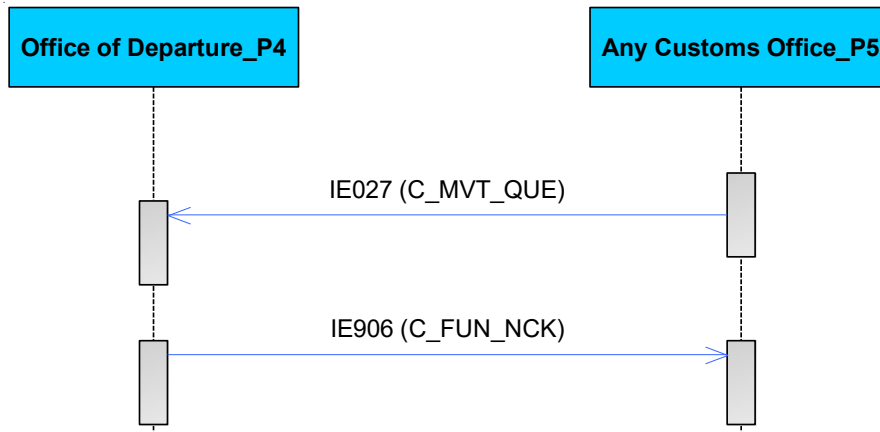 Office of Departure_P4
Any Customs Office_P5
IE027 (C_MVT_QUE)
IE906 (C_FUN_NCK)